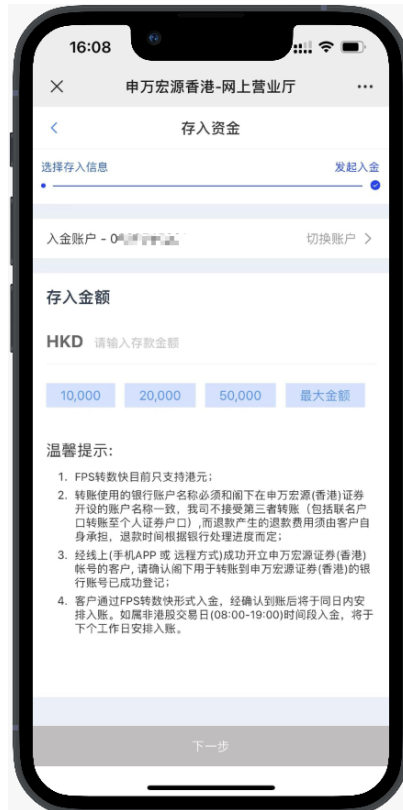 16:08
申万宏源香港-网上营业厅
存入资金
选择存入信息 发起入金
入金账户 - 0 切换账户
存入金额
HKD 请输入存款金额
10,000 20,000 50,000 最大金额
温馨提示:
1. FPS转数快目前只支持港元；
2. 转账使用的银行账户名称必须和阁下在申万宏源(香港)证券
开设的账户名称一致，我司不接受第三者转账（包括联名户
口转账至个人证券户口）,而退款产生的退款费用须由客户自
身承担，退款时间根据银行处理进度而定；
3. 经线上(手机APP 或 远程方式)成功开立申万宏源证券(香港)
帐号的客户, 请确认阁下用于转账到申万宏源证券(香港)的银
行账号已成功登记；
4. 客户通过FPS转数快形式入金，经确认到账后将于同日内安
排入账。如属非港股交易日(08:00-19:00)时间段入金，将于
下个工作日安排入账。
下一步